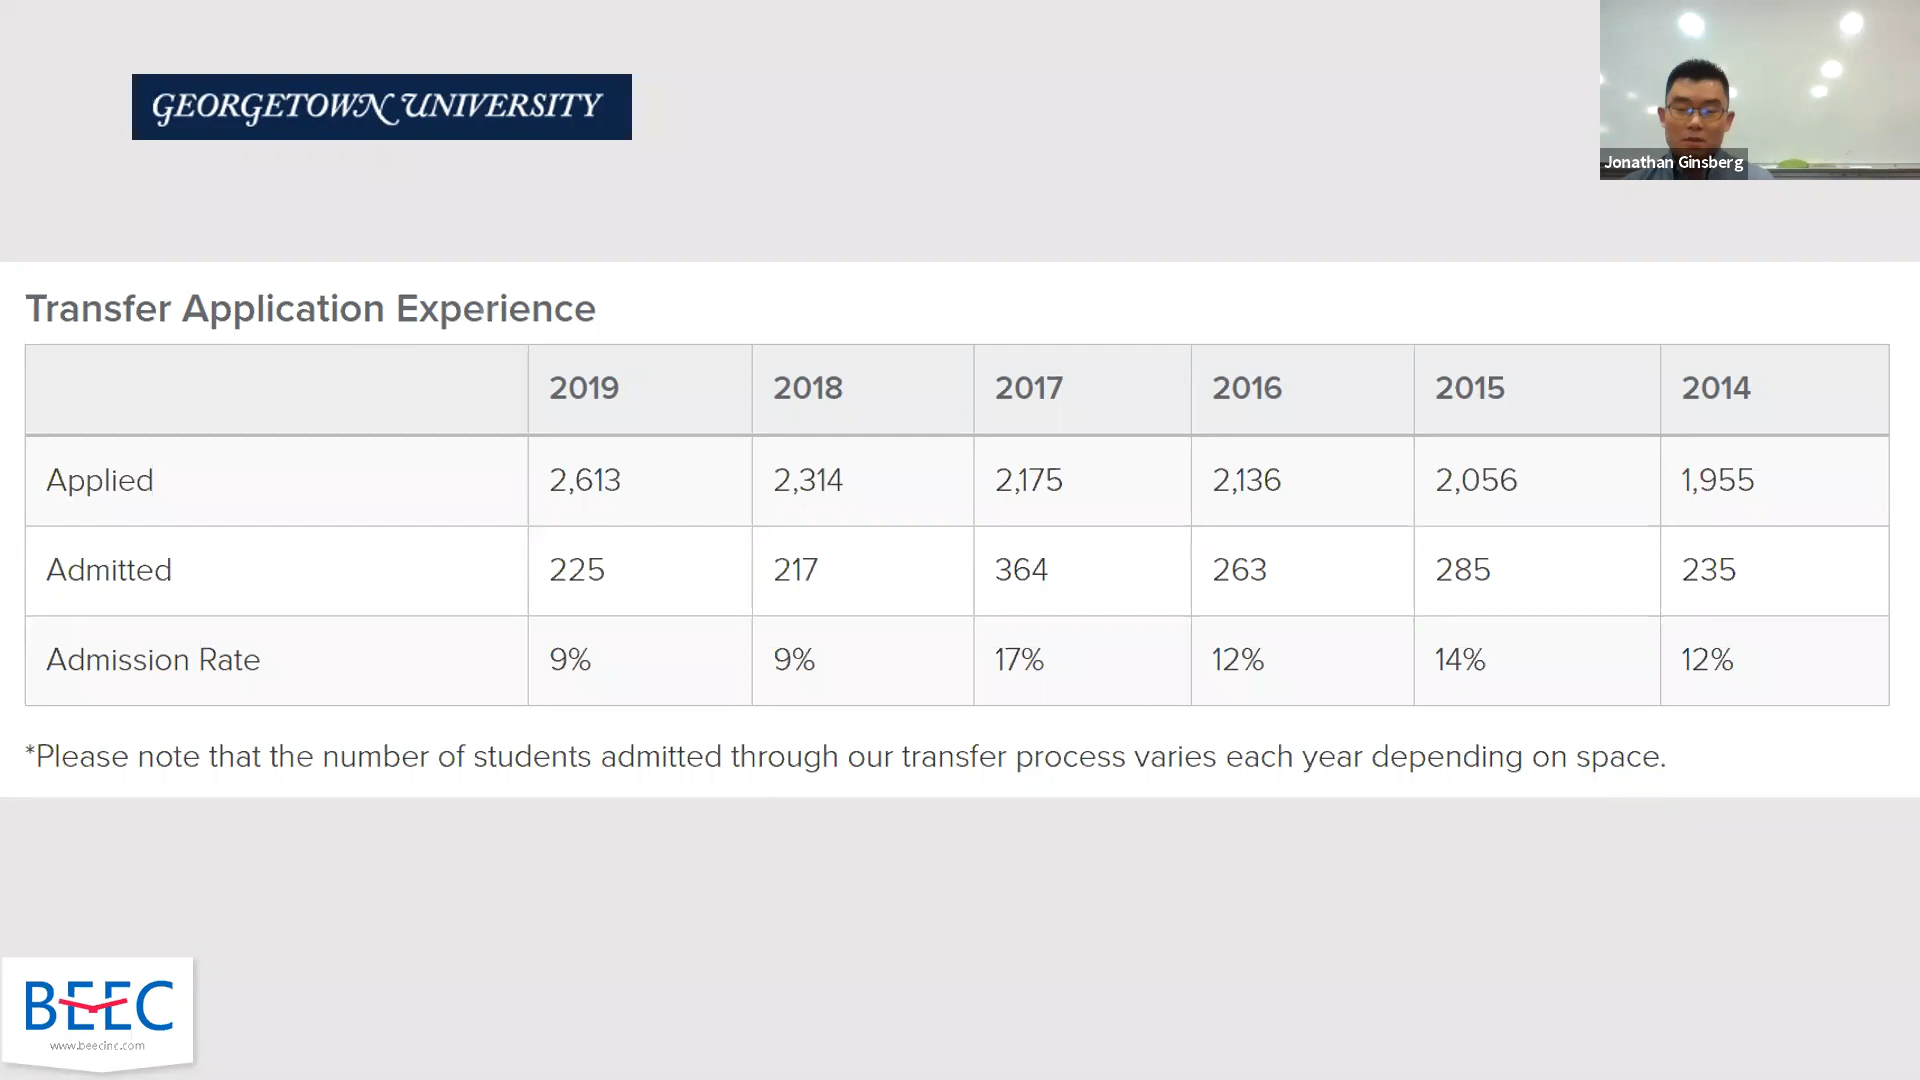 GEORGETOWN UNIVERSITY
Jonathan Ginsberg
Transfer Application Experience
2019 2018 2017 2016 2015 2014
Applied 2,613 2,314 2,175 2,136 2,056 1,955
Admitted 225 217 364 263 285 235
Admission Rate 9% 9% 17% 12% 14% 12%
*Please note that the number of students admitted through our transfer process varies each year depending on space.
BEEC
www.beecinc.com